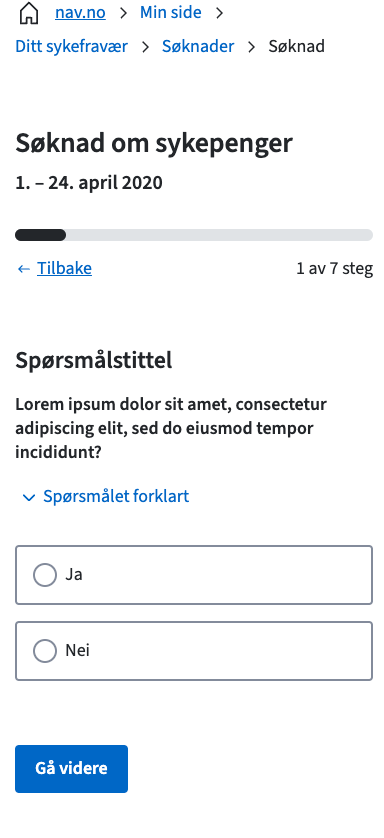 nav.no Min side
Ditt sykefravær Søknader Søknad
Søknad om sykepenger
1. – 24. april 2020
Tilbake 1 av 7 steg
Spørsmålstittel
Lorem ipsum dolor sit amet, consectetur
adipiscing elit, sed do eiusmod tempor
incididunt?
Spørsmålet forklart
Ja
Nei
Gå videre